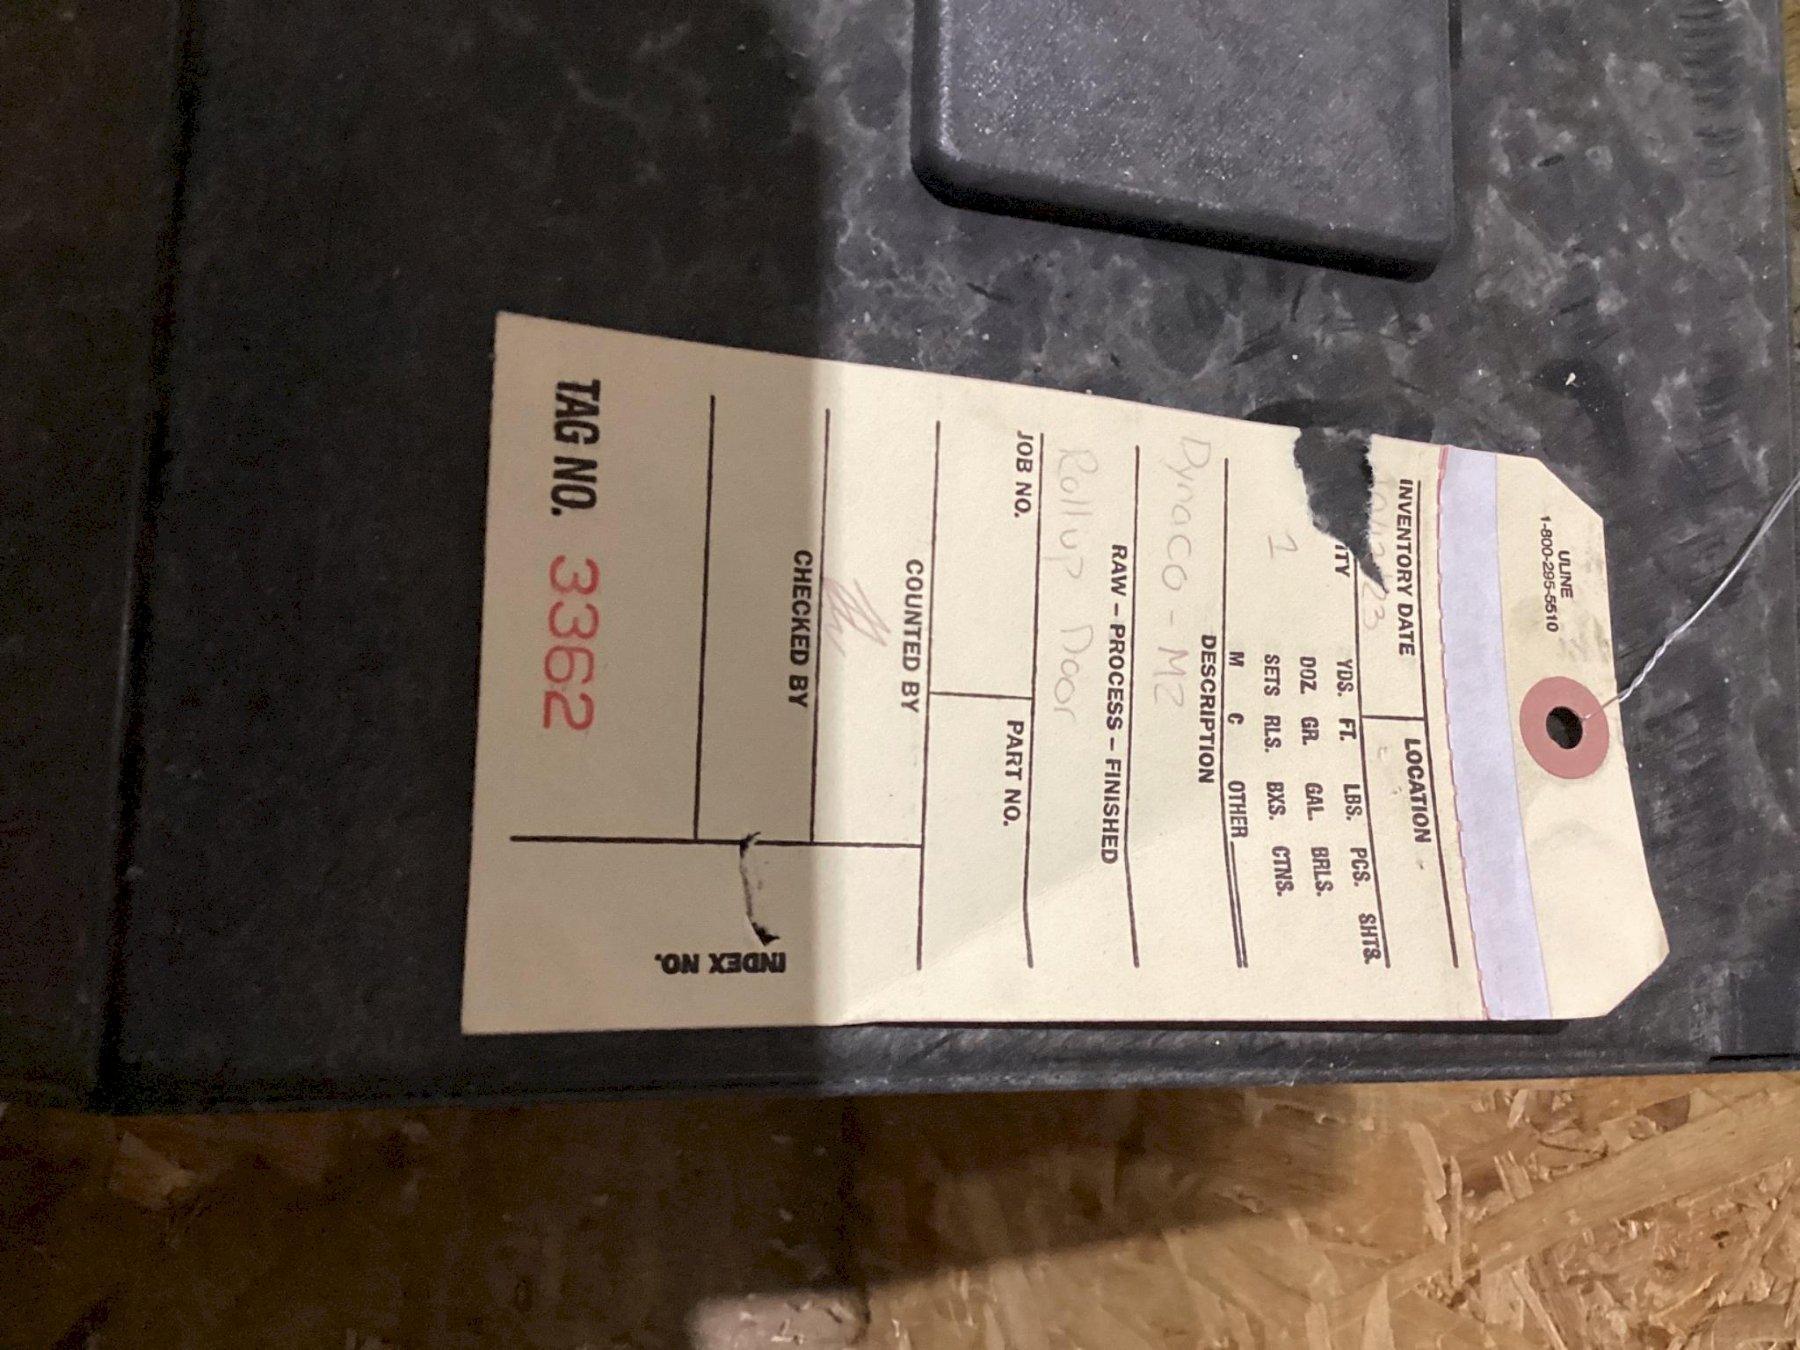 ULINE
1-800-295-5510
INVENTORY DATE LOCATION
TY YDS. FT. LBS. PCS. SHTS.
DOZ. GR. GAL. BRLS.
1 SETS RLS. BXS. CTNS.
M C OTHER
DESCRIPTION
Dynaco - M2
RAW – PROCESS – FINISHED
Rollup Door
JOB NO. PART NO.
COUNTED BY
CHECKED BY
INDEX NO.
TAG NO. 3362